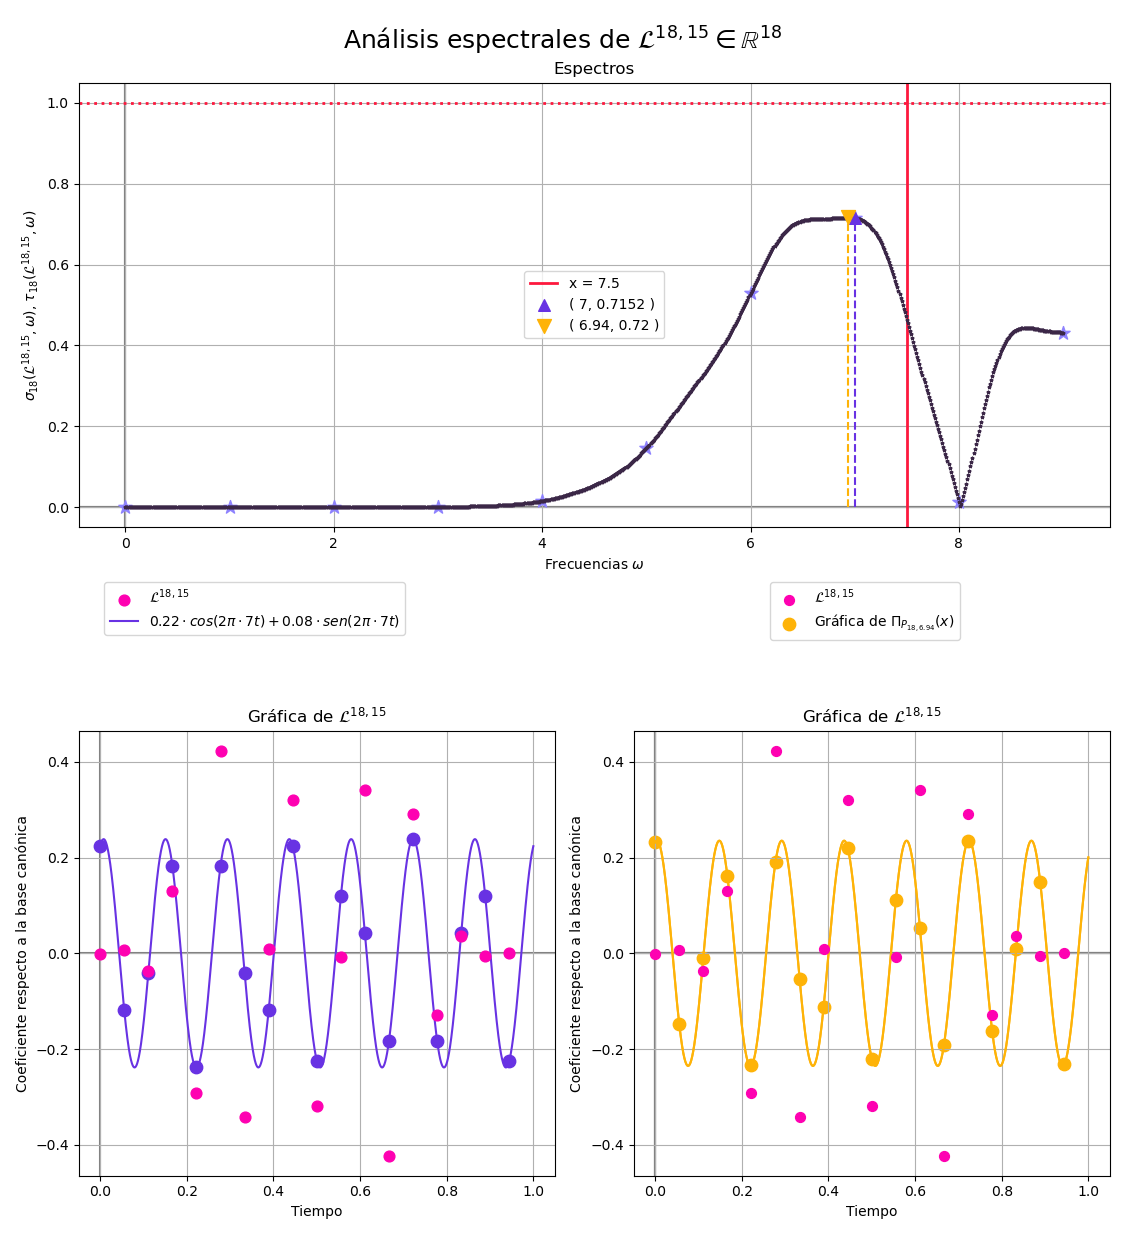 Análisis espectrales de 𝓛^{18,15} ∈ ℝ^{18}
Espectros
1.0
0.8
0.6
0.4
0.2
0.0
σ_{18}(𝓛^{18,15}, ω), τ_{18}(𝓛^{18,15}, ω)
x = 7.5
( 7, 0.7152 )
( 6.94, 0.72 )
0 2 4 6 8
Frecuencias ω
𝓛^{18,15}
0.22 · cos(2π · 7t) + 0.08 · sen(2π · 7t)
𝓛^{18,15}
Gráfica de Π_{P_{18,6.94}}(x)
Gráfica de 𝓛^{18,15}
0.4
0.2
0.0
−0.2
−0.4
Coeficiente respecto a la base canónica
0.0 0.2 0.4 0.6 0.8 1.0
Tiempo
Gráfica de 𝓛^{18,15}
0.4
0.2
0.0
−0.2
−0.4
Coeficiente respecto a la base canónica
0.0 0.2 0.4 0.6 0.8 1.0
Tiempo